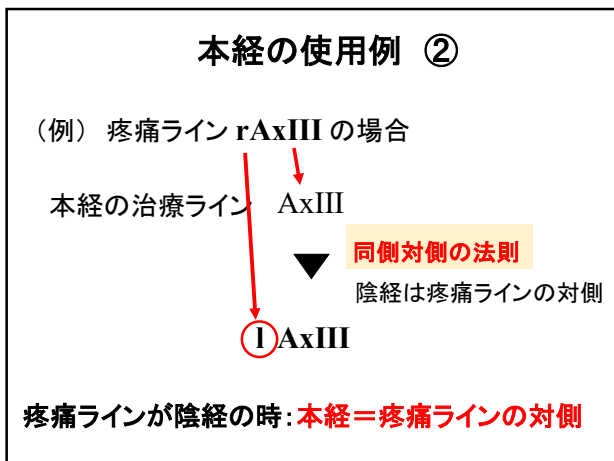 本経の使用例 ②
（例） 疼痛ライン rAxIII の場合
本経の治療ライン AxIII
同側対側の法則
陰経は疼痛ラインの対側
l AxIII
疼痛ラインが陰経の時：本経＝疼痛ラインの対側